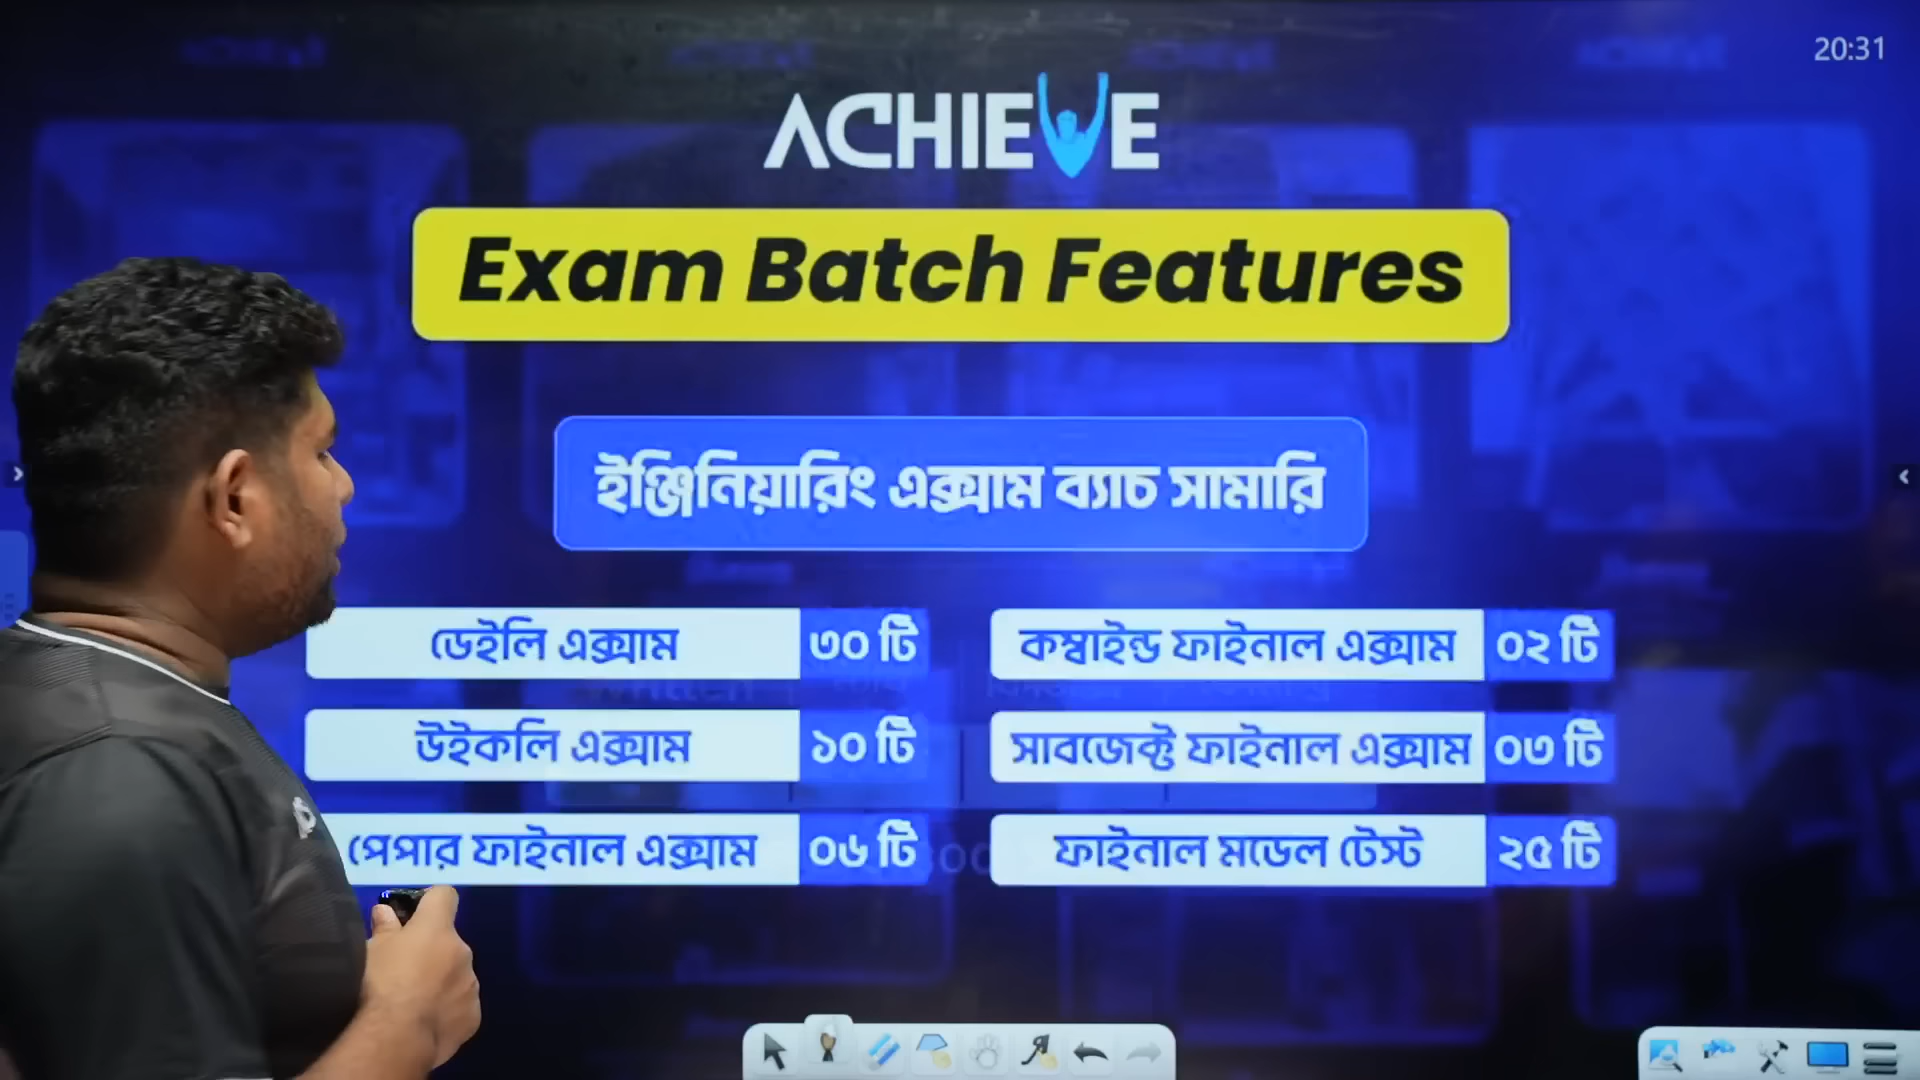 20:31
ACHIEVE
Exam Batch Features
ইঞ্জিনিয়ারিং এক্সাম ব্যাচ সামারি
ডেইলি এক্সাম ৩০ টি
কম্বাইন্ড ফাইনাল এক্সাম ০২ টি
উইকলি এক্সাম ১০ টি
সাবজেক্ট ফাইনাল এক্সাম ০৩ টি
পেপার ফাইনাল এক্সাম ০৬ টি
ফাইনাল মডেল টেস্ট ২৫ টি